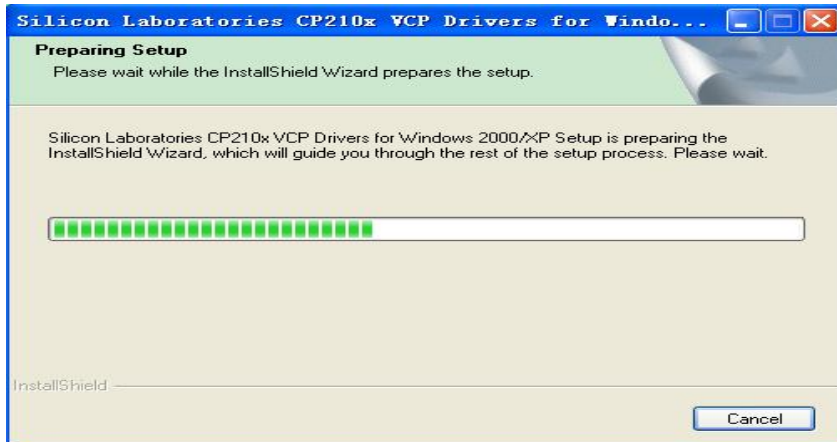 Silicon Laboratories CP210x VCP Drivers for Windo...
Preparing Setup
Please wait while the InstallShield Wizard prepares the setup.
Silicon Laboratories CP210x VCP Drivers for Windows 2000/XP Setup is preparing the
InstallShield Wizard, which will guide you through the rest of the setup process. Please wait.
InstallShield
Cancel